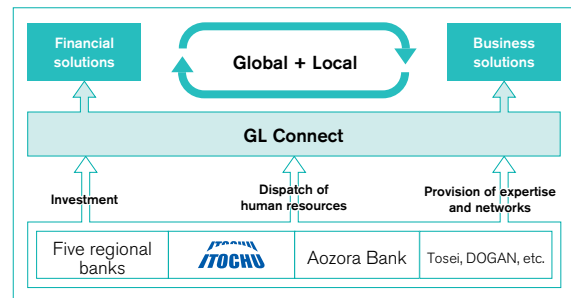 Financial
solutions
Global + Local
Business
solutions
GL Connect
Investment
Dispatch of
human resources
Provision of expertise
and networks
Five regional
banks
ITOCHU
ITOCHU
Aozora Bank
Tosei, DOGAN, etc.